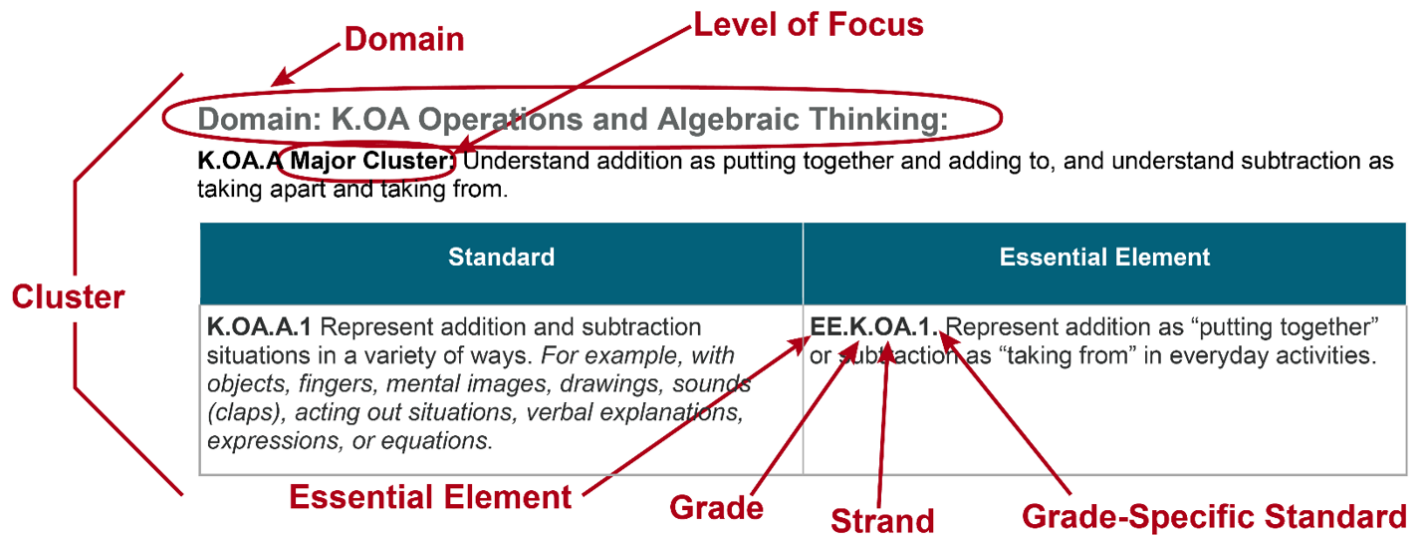 Domain
Level of Focus
Domain: K.OA Operations and Algebraic Thinking:
K.OA.A Major Cluster: Understand addition as putting together and adding to, and understand subtraction as
taking apart and taking from.
Cluster
Standard
Essential Element
K.OA.A.1 Represent addition and subtraction
situations in a variety of ways. For example, with
objects, fingers, mental images, drawings, sounds
(claps), acting out situations, verbal explanations,
expressions, or equations.
EE.K.OA.1. Represent addition as “putting together”
or subtraction as “taking from” in everyday activities.
Essential Element
Grade
Strand
Grade-Specific Standard